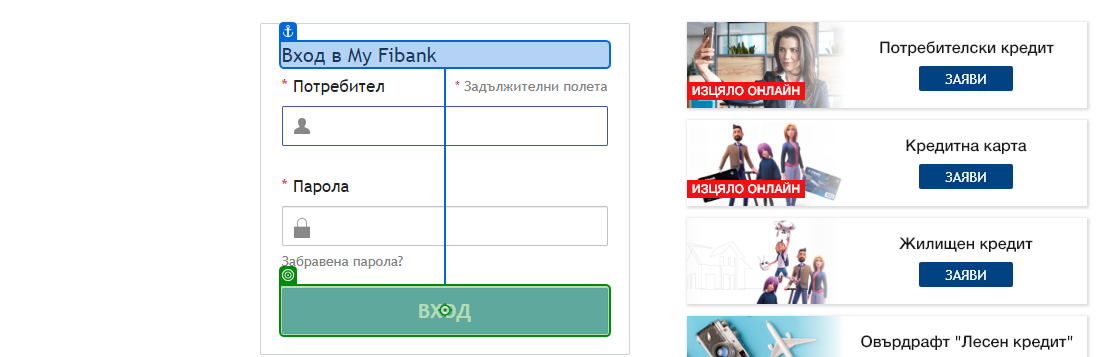 Вход в My Fibank
* Потребител
* Задължителни полета
* Парола
Забравена парола?
ВХОД
Потребителски кредит
ЗАЯВИ
ИЗЦЯЛО ОНЛАЙН
Кредитна карта
ЗАЯВИ
ИЗЦЯЛО ОНЛАЙН
Жилищен кредит
ЗАЯВИ
Овърдрафт "Лесен кредит"